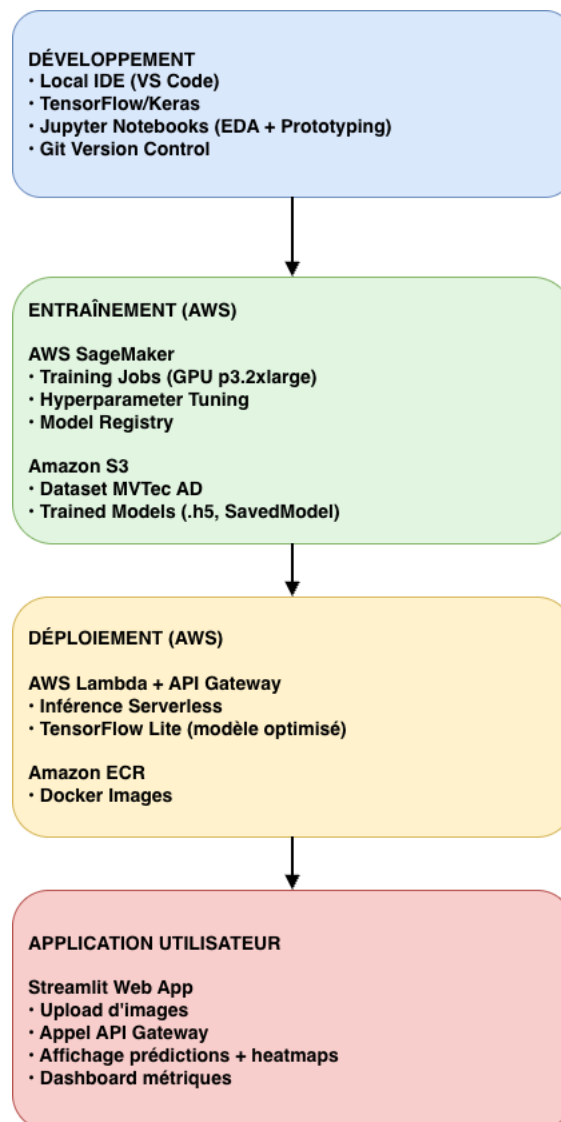 DÉVELOPPEMENT
· Local IDE (VS Code)
· TensorFlow/Keras
· Jupyter Notebooks (EDA + Prototyping)
· Git Version Control
ENTRAÎNEMENT (AWS)
AWS SageMaker
· Training Jobs (GPU p3.2xlarge)
· Hyperparameter Tuning
· Model Registry
Amazon S3
· Dataset MVTec AD
· Trained Models (.h5, SavedModel)
DÉPLOIEMENT (AWS)
AWS Lambda + API Gateway
· Inférence Serverless
· TensorFlow Lite (modèle optimisé)
Amazon ECR
· Docker Images
APPLICATION UTILISATEUR
Streamlit Web App
· Upload d'images
· Appel API Gateway
· Affichage prédictions + heatmaps
· Dashboard métriques